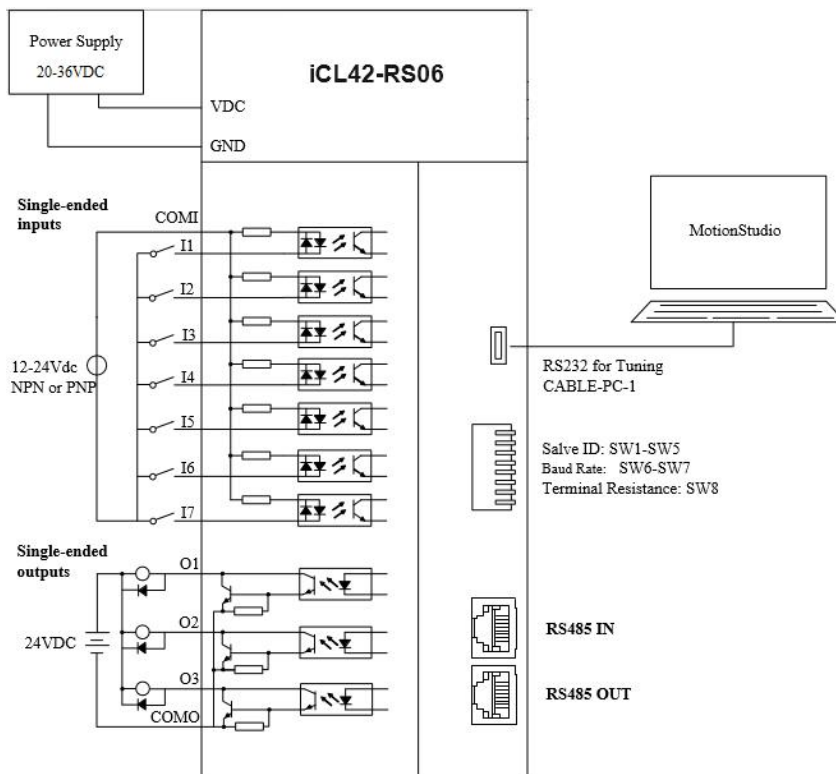 Power Supply
20-36VDC
iCL42-RS06
VDC
GND
Single-ended
inputs
COMI
I1
I2
I3
I4
I5
I6
I7
12-24Vdc
NPN or PNP
MotionStudio
RS232 for Tuning
CABLE-PC-1
Salve ID: SW1-SW5
Baud Rate: SW6-SW7
Terminal Resistance: SW8
Single-ended
outputs
O1
O2
O3
COMO
24VDC
RS485 IN
RS485 OUT